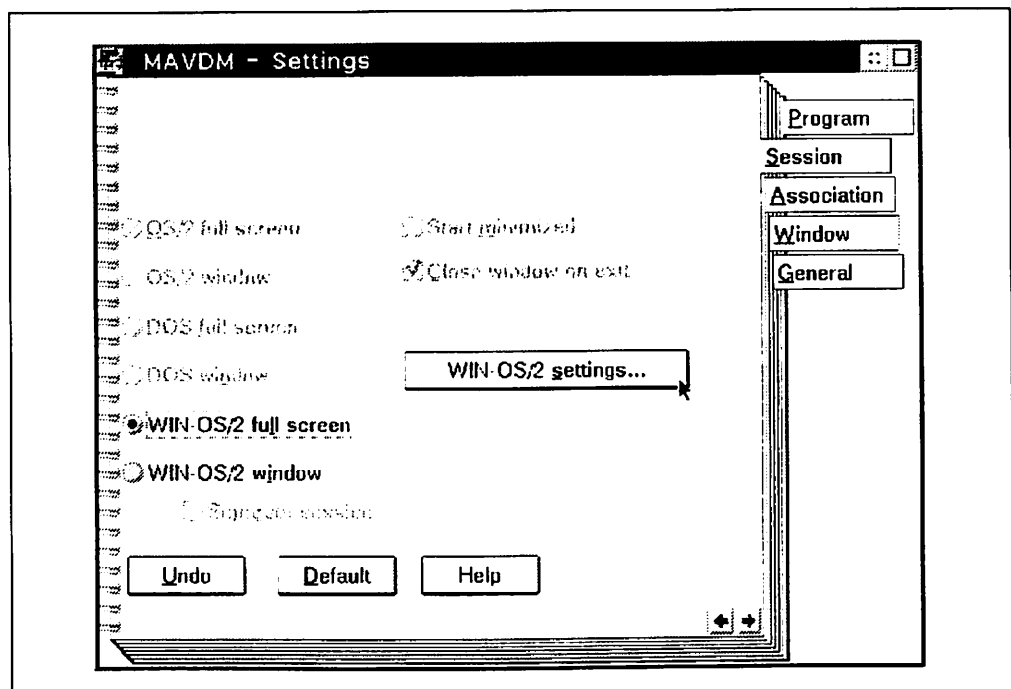 MAVDM - Settings
Program
Session
Association
Window
General
OS/2 full screen
Start minimized
OS/2 window
Close window on exit
DOS full screen
DOS window
WIN-OS/2 settings...
WIN-OS/2 full screen
WIN-OS/2 window
Separate session
Undo
Default
Help